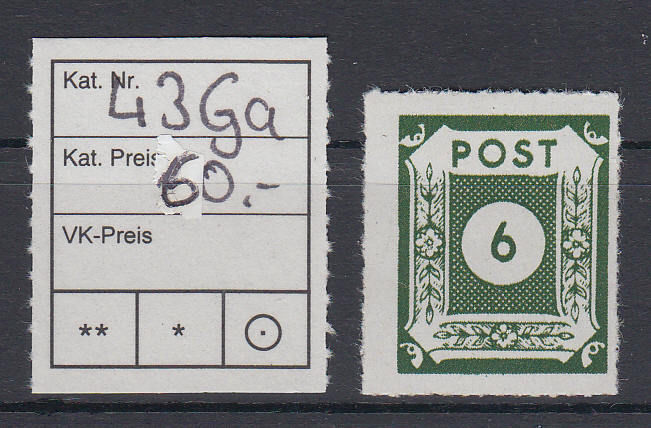 Kat. Nr.
43Ga
Kat. Preis
60.-
VK-Preis
** * ⊙
POST
6